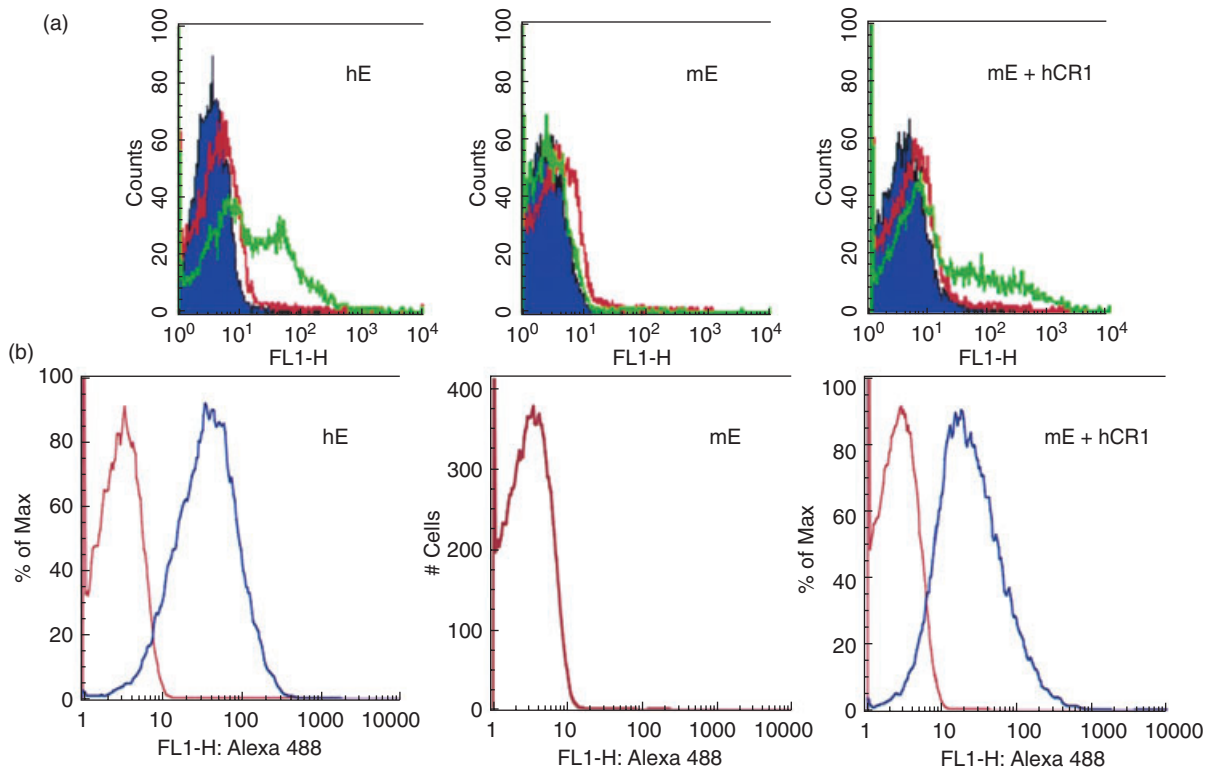 (a)
100
80
60
40
20
0
Counts
hE
10⁰ 10¹ 10² 10³ 10⁴
FL1-H
100
80
60
40
20
0
Counts
mE
10⁰ 10¹ 10² 10³ 10⁴
FL1-H
100
80
60
40
20
0
Counts
mE + hCR1
10⁰ 10¹ 10² 10³ 10⁴
FL1-H
(b)
100
80
60
40
20
0
% of Max
hE
1 10 100 1000 10000
FL1-H: Alexa 488
400
300
200
100
0
# Cells
mE
1 10 100 1000 10000
FL1-H: Alexa 488
100
80
60
40
20
0
% of Max
mE + hCR1
1 10 100 1000 10000
FL1-H: Alexa 488